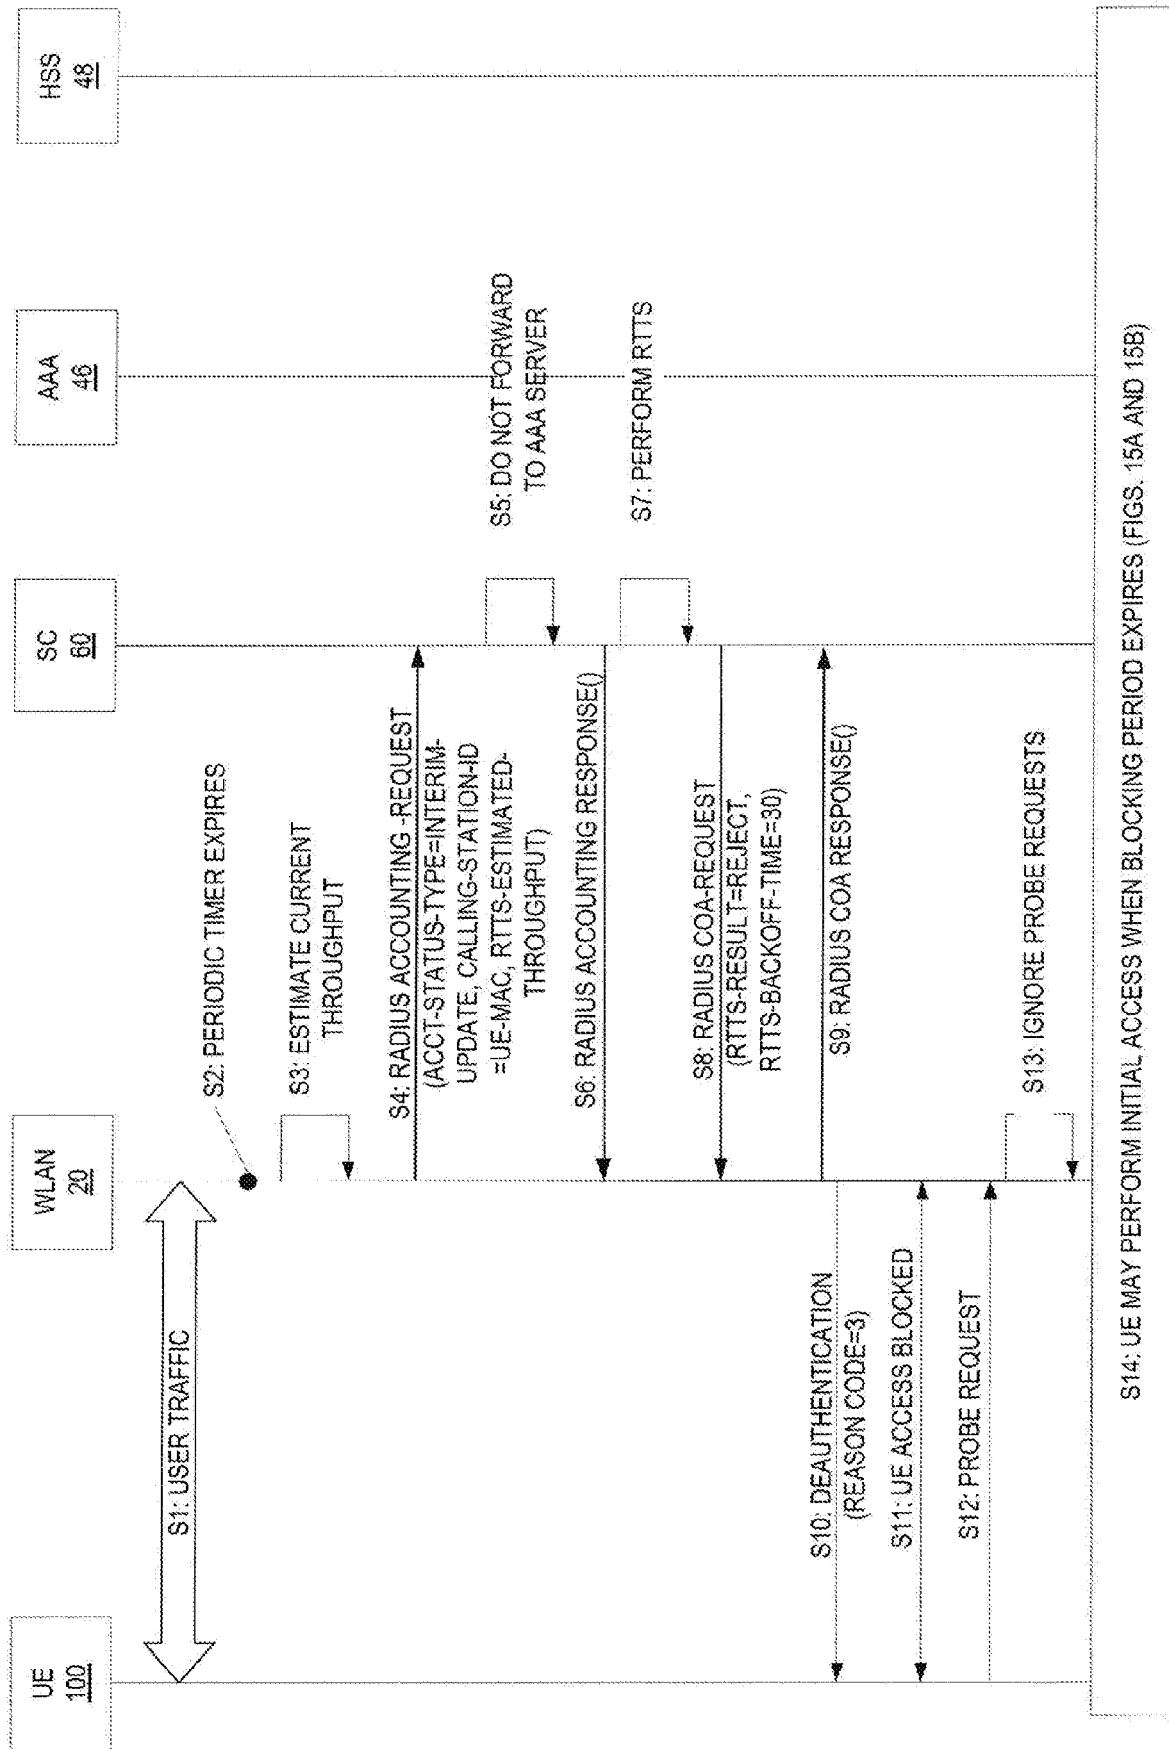 UE
100
WLAN
20
SC
60
AAA
46
HSS
48
S1: USER TRAFFIC
S2: PERIODIC TIMER EXPIRES
S3: ESTIMATE CURRENT
THROUGHPUT
S4: RADIUS ACCOUNTING -REQUEST
(ACCT-STATUS-TYPE=INTERIM-
UPDATE, CALLING-STATION-ID
=UE-MAC, RTTS-ESTIMATED-
THROUGHPUT)
S5: DO NOT FORWARD
TO AAA SERVER
S6: RADIUS ACCOUNTING RESPONSE()
S7: PERFORM RTTS
S8: RADIUS COA-REQUEST
(RTTS-RESULT=REJECT,
RTTS-BACKOFF-TIME=30)
S9: RADIUS COA RESPONSE()
S10: DEAUTHENTICATION
(REASON CODE=3)
S11: UE ACCESS BLOCKED
S12: PROBE REQUEST
S13: IGNORE PROBE REQUESTS
S14: UE MAY PERFORM INITIAL ACCESS WHEN BLOCKING PERIOD EXPIRES (FIGS. 15A AND 15B)